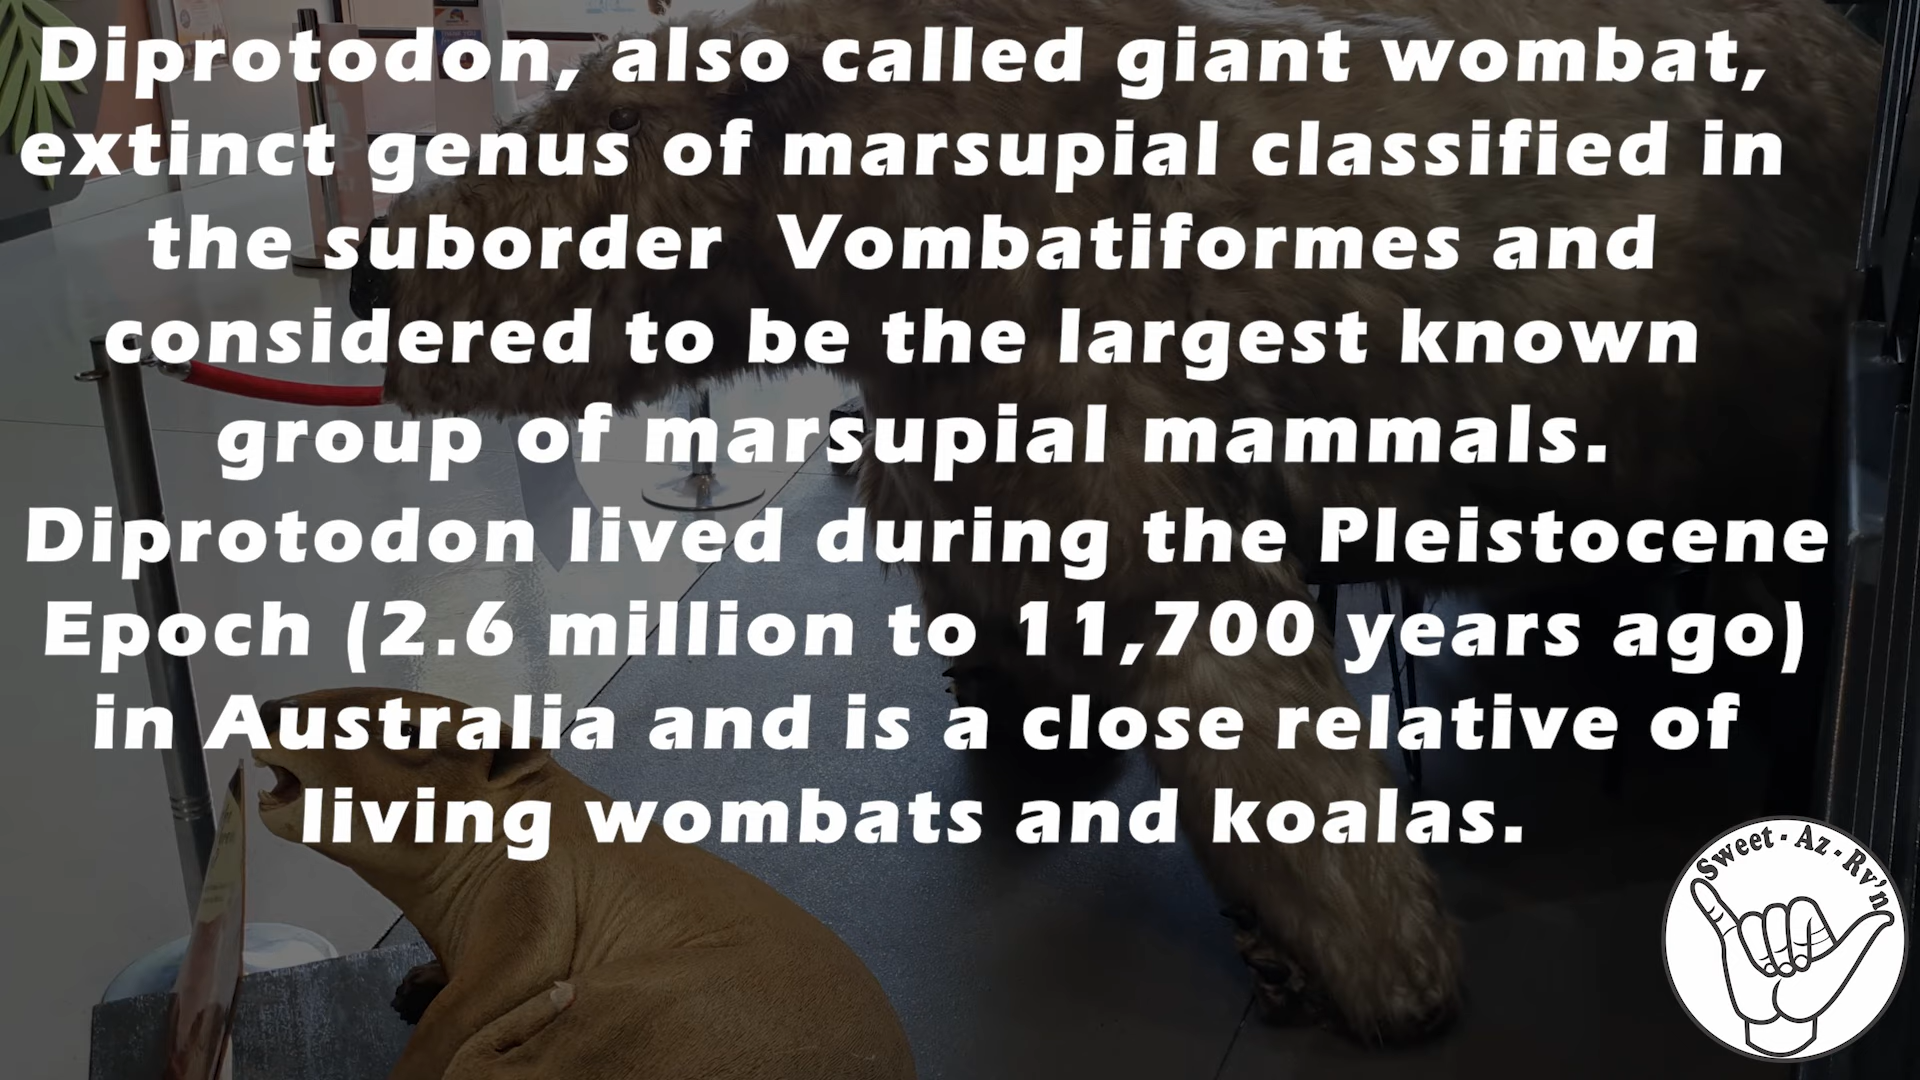 Diprotodon, also called giant wombat,
extinct genus of marsupial classified in
the suborder  Vombatiformes and
considered to be the largest known
group of marsupial mammals.
Diprotodon lived during the Pleistocene
Epoch (2.6 million to 11,700 years ago)
in Australia and is a close relative of
living wombats and koalas.
Sweet - Az - Rv'n